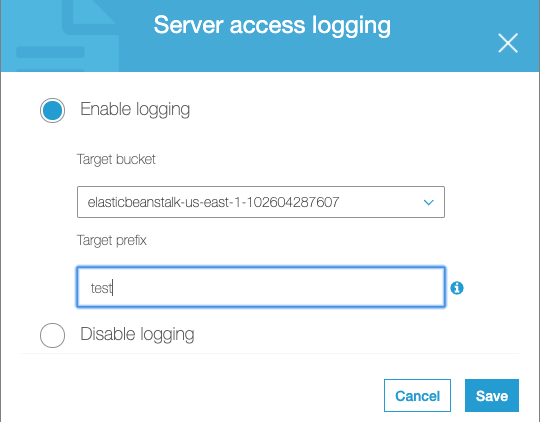 Server access logging
Enable logging
Target bucket
elasticbeanstalk-us-east-1-102604287607
Target prefix
test
Disable logging
Cancel Save